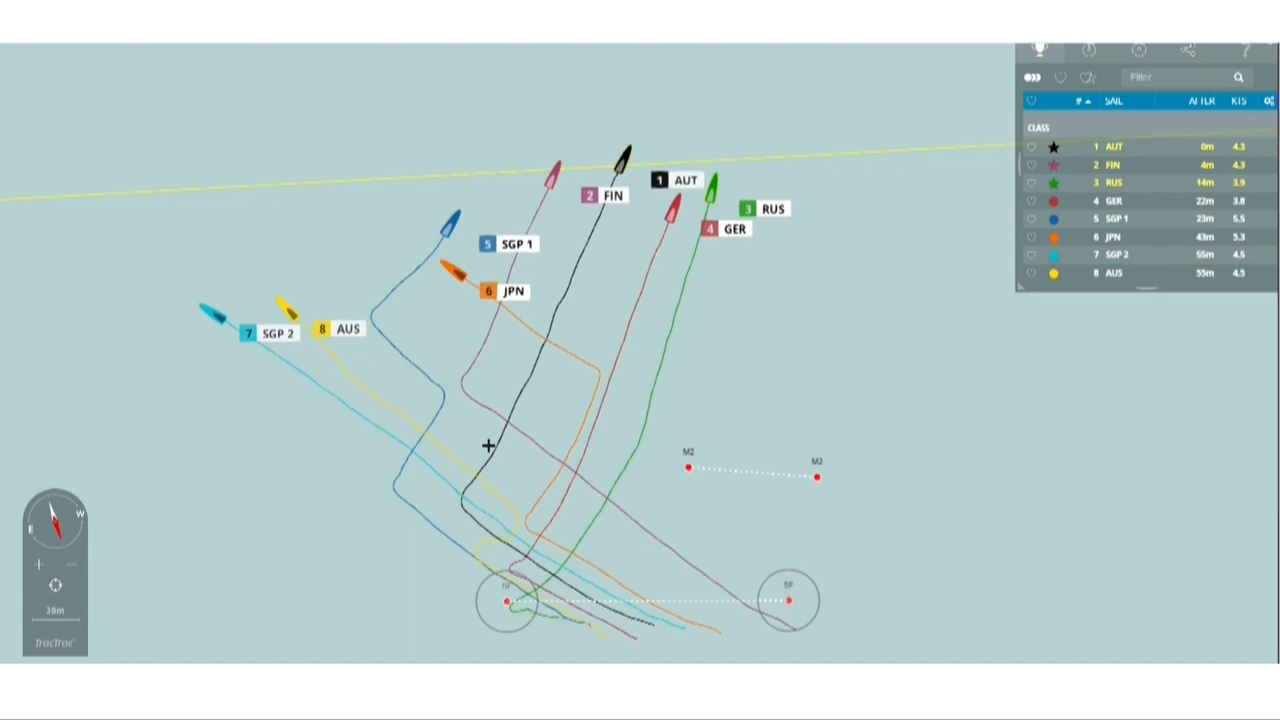 Filter
# SAIL AFTER KTS
CLASS
1 AUT 0m 4.3
2 FIN 4m 4.3
3 RUS 14m 3.9
4 GER 22m 3.8
5 SGP 1 23m 5.5
6 JPN 43m 5.3
7 SGP 2 55m 4.5
8 AUS 55m 4.5
1 AUT
2 FIN
3 RUS
4 GER
5 SGP 1
6 JPN
8 AUS
7 SGP 2
M2
M2
W
E
+ −
20m
TracTrac